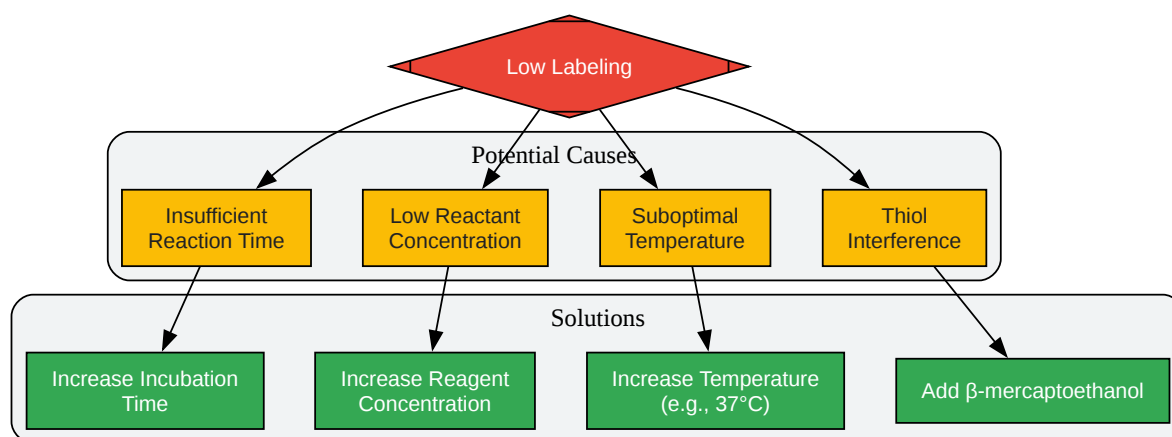 Low Labeling
Potential Causes
Insufficient
Reaction Time
Low Reactant
Concentration
Suboptimal
Temperature
Thiol
Interference
Solutions
Increase Incubation
Time
Increase Reagent
Concentration
Increase Temperature
(e.g., 37°C)
Add β-mercaptoethanol